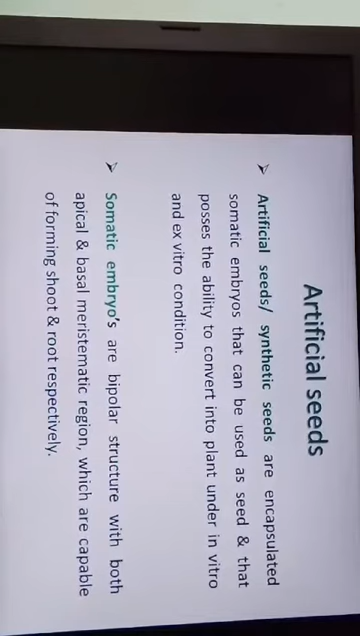 Artificial seeds
➢ Artificial seeds/ synthetic seeds are encapsulated
somatic embryos that can be used as seed & that
posses the ability to convert into plant under in vitro
and ex vitro condition.
➢ Somatic embryo's are bipolar structure with both
apical & basal meristematic region, which are capable
of forming shoot & root respectively.